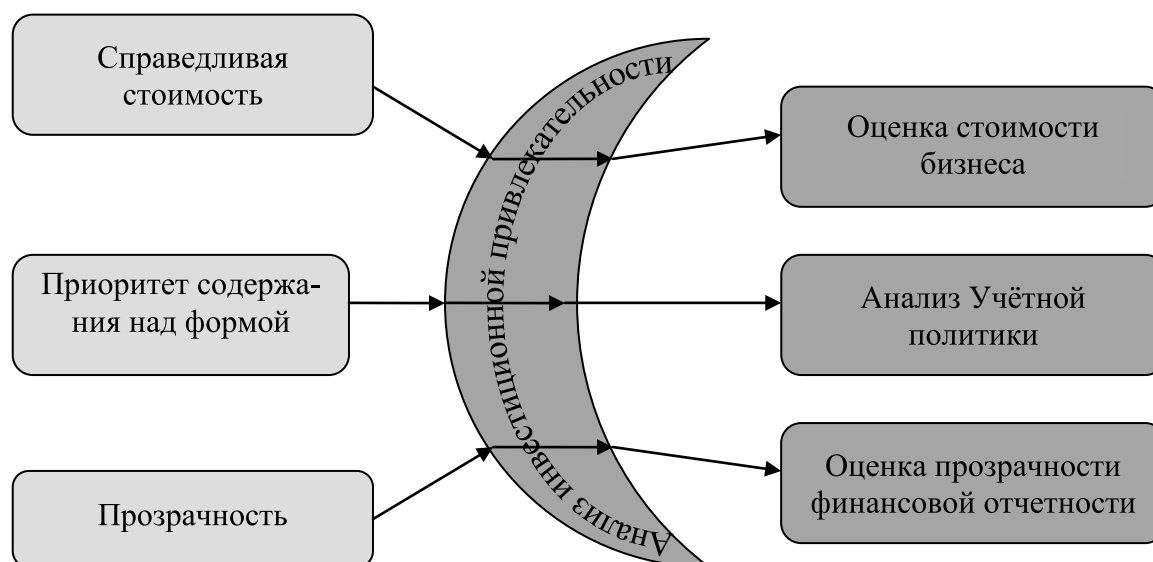 Справедливая
стоимость
Приоритет содержа-
ния над формой
Прозрачность
Анализ инвестиционной привлекательности
Оценка стоимости
бизнеса
Анализ Учётной
политики
Оценка прозрачности
финансовой отчетности